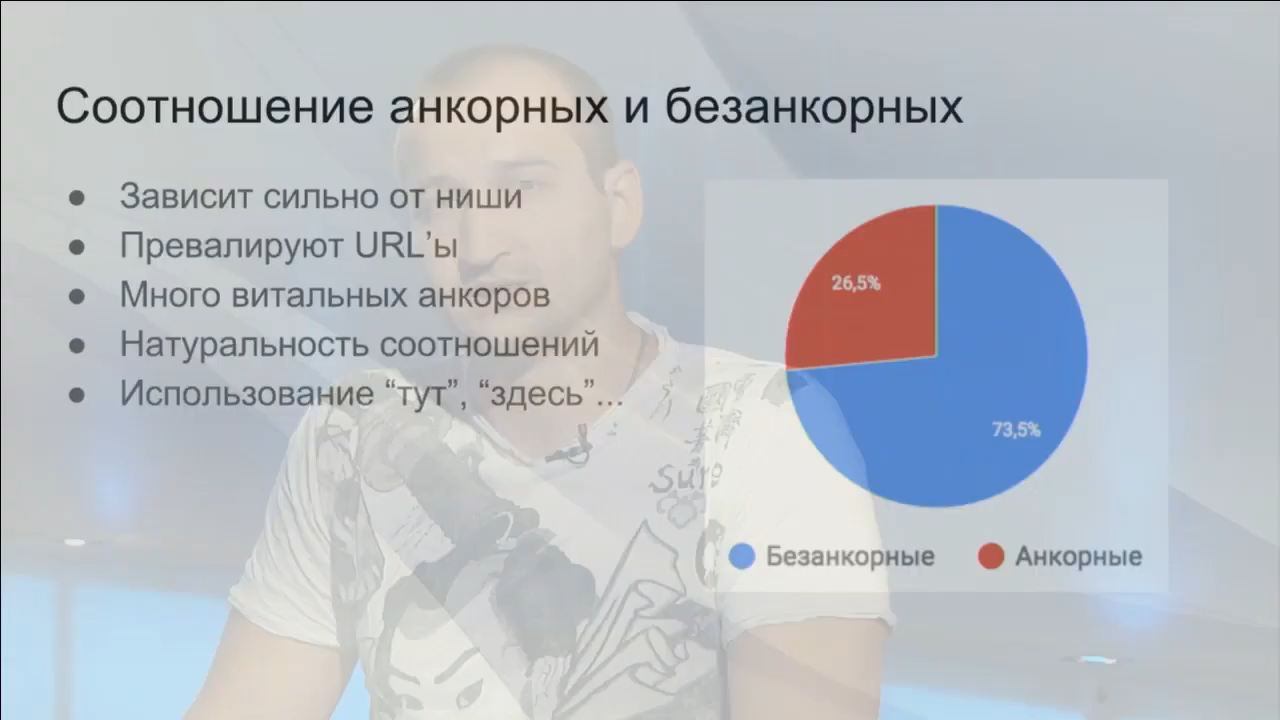 Соотношение анкорных и безанкорных
● Зависит сильно от ниши
● Превалируют URL’ы
● Много витальных анкоров
● Натуральность соотношений
● Использование “тут”, “здесь”...
26,5%
73,5%
Suro
Безанкорные
Анкорные